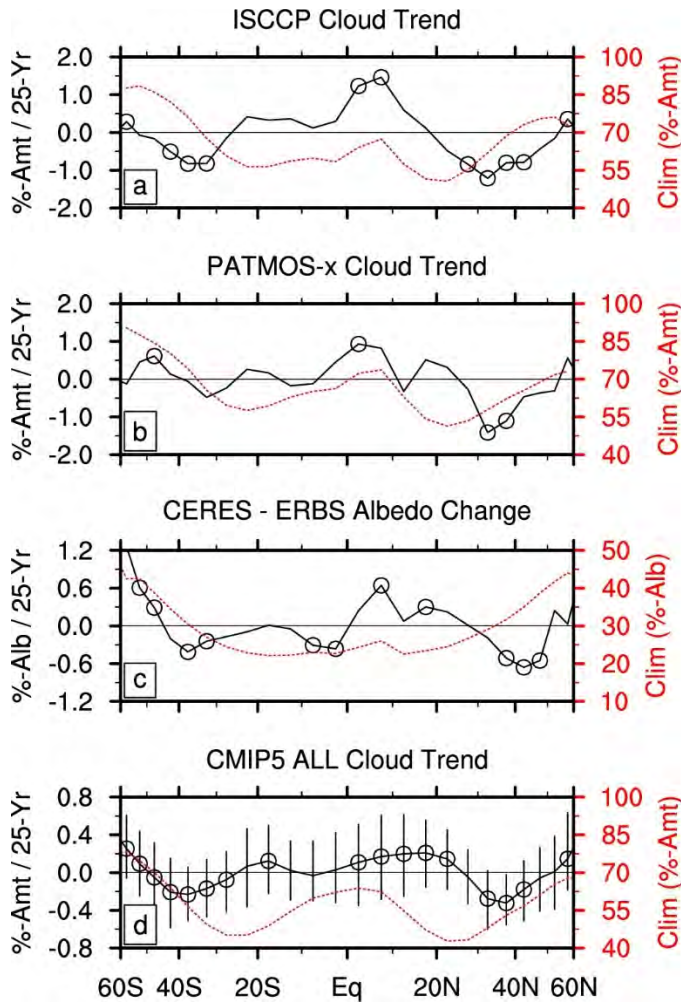 ISCCP Cloud Trend
%-Amt / 25-Yr
2.0
1.0
0.0
-1.0
-2.0
a
100
85
70
55
40
Clim (%-Amt)
PATMOS-x Cloud Trend
%-Amt / 25-Yr
2.0
1.0
0.0
-1.0
-2.0
b
100
85
70
55
40
Clim (%-Amt)
CERES - ERBS Albedo Change
%-Alb / 25-Yr
1.2
0.6
0.0
-0.6
-1.2
c
50
40
30
20
10
Clim (%-Alb)
CMIP5 ALL Cloud Trend
%-Amt / 25-Yr
0.8
0.4
0.0
-0.4
-0.8
d
100
85
70
55
40
Clim (%-Amt)
60S 40S 20S Eq 20N 40N 60N